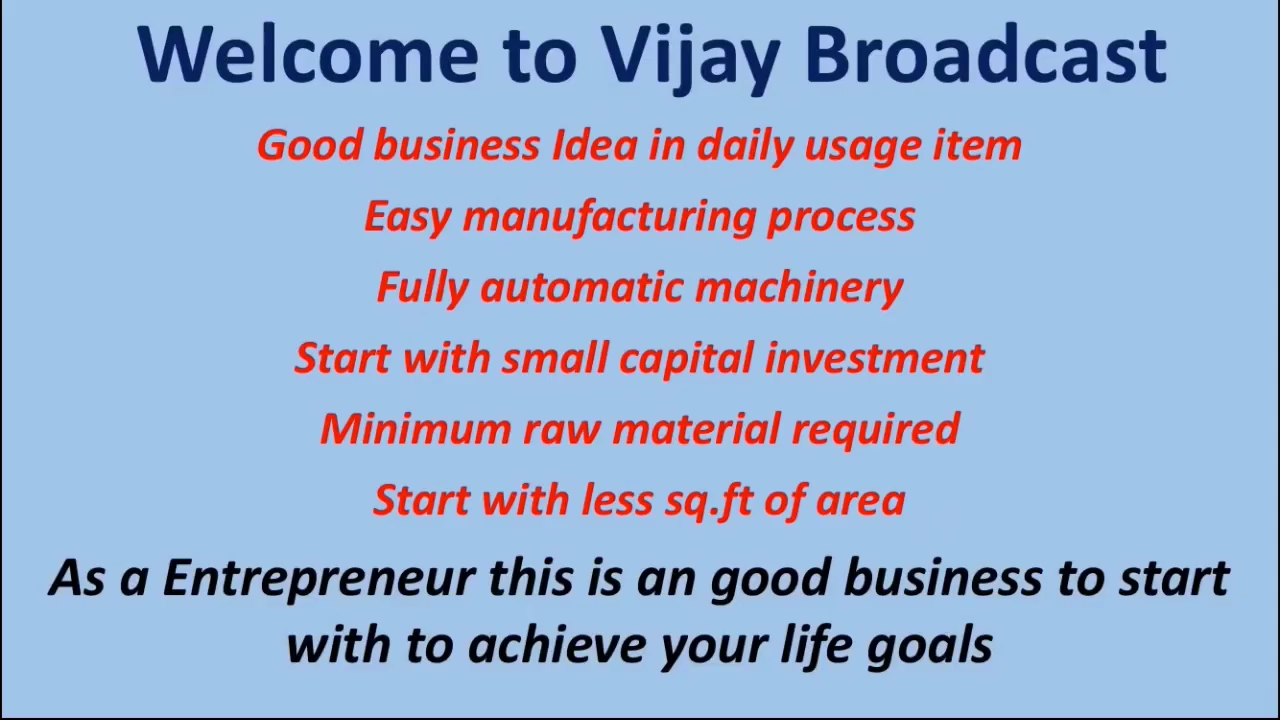 Welcome to Vijay Broadcast
Good business Idea in daily usage item
Easy manufacturing process
Fully automatic machinery
Start with small capital investment
Minimum raw material required
Start with less sq.ft of area
As a Entrepreneur this is an good business to start
with to achieve your life goals